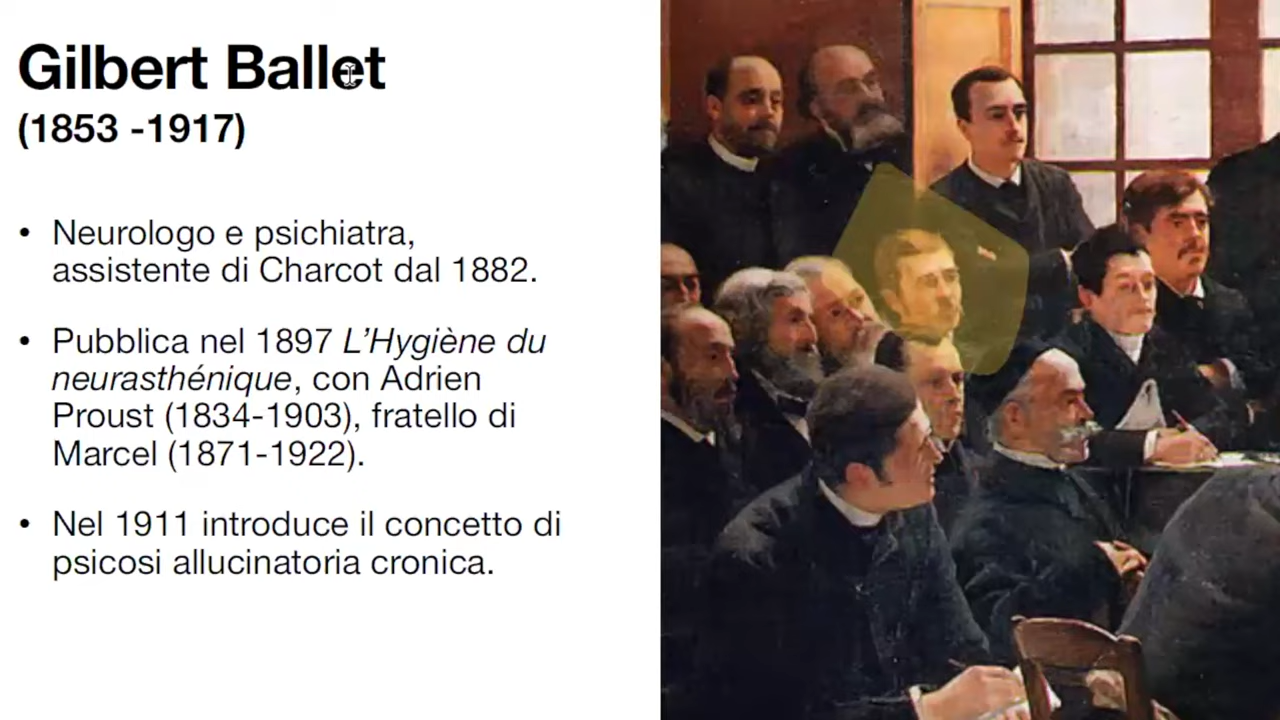 Gilbert Ballet
(1853 -1917)
• Neurologo e psichiatra,
assistente di Charcot dal 1882.
• Pubblica nel 1897 L’Hygiène du
neurasthénique, con Adrien
Proust (1834-1903), fratello di
Marcel (1871-1922).
• Nel 1911 introduce il concetto di
psicosi allucinatoria cronica.